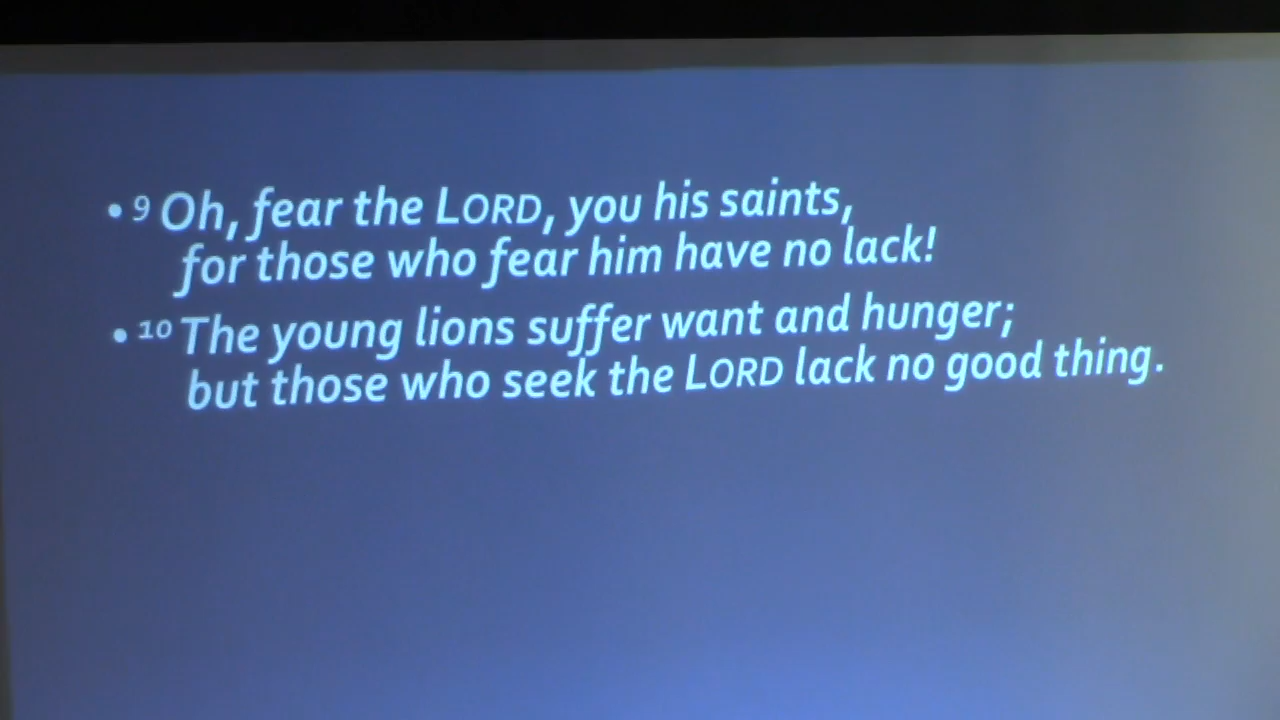 • 9 Oh, fear the LORD, you his saints,
for those who fear him have no lack!
• 10 The young lions suffer want and hunger;
but those who seek the LORD lack no good thing.